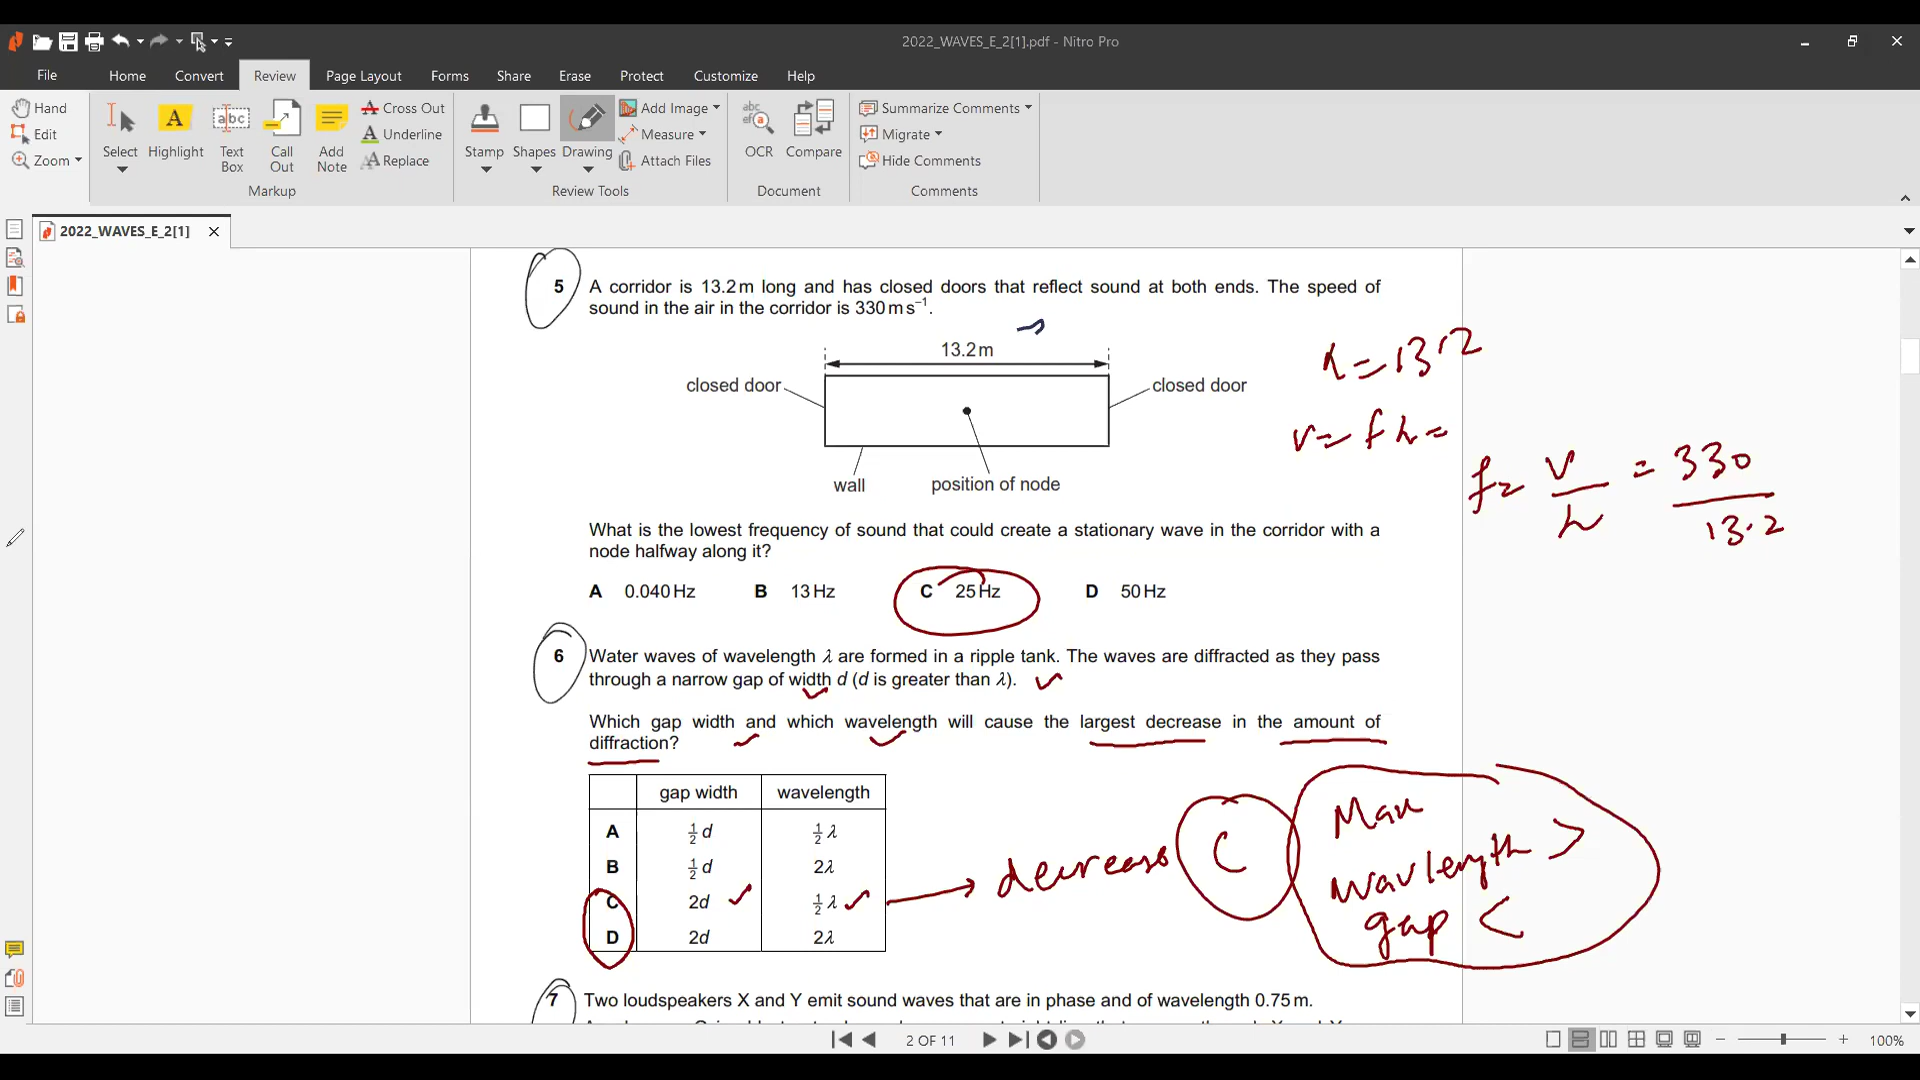 2022_WAVES_E_2[1].pdf - Nitro Pro
File Home Convert Review Page Layout Forms Share Erase Protect Customize Help
Hand
Edit
Zoom
Select
Highlight
Text Box
Call Out
Add Note
Cross Out
Underline
Replace
Markup
Stamp
Shapes
Drawing
Add Image
Measure
Attach Files
Review Tools
OCR
Compare
Document
Summarize Comments
Migrate
Hide Comments
Comments
2022_WAVES_E_2[1]
5 A corridor is 13.2 m long and has closed doors that reflect sound at both ends. The speed of
sound in the air in the corridor is 330 m s⁻¹.
13.2 m
closed door
closed door
wall
position of node
λ = 13.2
v = f λ =
f = v/λ = 330/13.2
What is the lowest frequency of sound that could create a stationary wave in the corridor with a
node halfway along it?
A 0.040 Hz B 13 Hz C 25 Hz D 50 Hz
6 Water waves of wavelength λ are formed in a ripple tank. The waves are diffracted as they pass
through a narrow gap of width d (d is greater than λ).
Which gap width and which wavelength will cause the largest decrease in the amount of
diffraction?
gap width wavelength
A ½ d ½ λ
B ½ d 2λ
C 2d ½ λ
D 2d 2λ
decrease
C
Max
wavlength >
gap <
7 Two loudspeakers X and Y emit sound waves that are in phase and of wavelength 0.75 m.
2 OF 11
100%